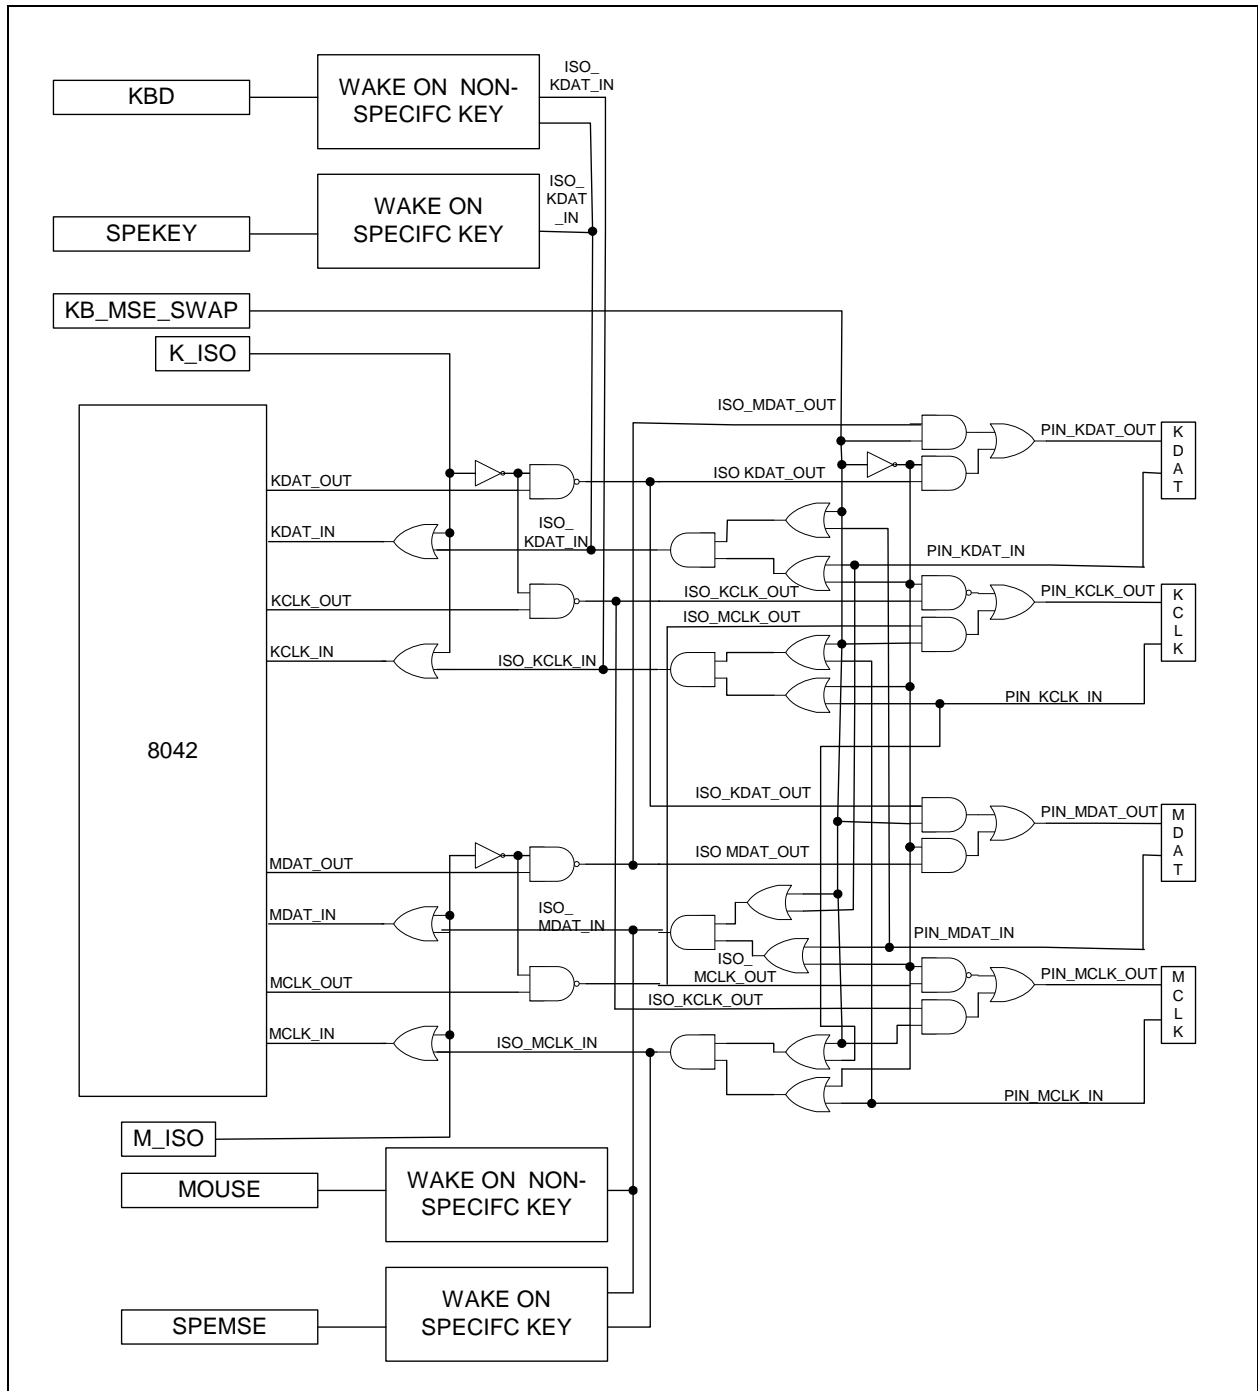 ISO_
KDAT_IN
KBD
WAKE ON NON-
SPECIFC KEY
ISO_
KDAT
_IN
SPEKEY
WAKE ON
SPECIFC KEY
KB_MSE_SWAP
K_ISO
ISO_MDAT_OUT
PIN_KDAT_OUT
K
D
A
T
KDAT_OUT
ISO KDAT_OUT
KDAT_IN
ISO_
KDAT_IN
PIN_KDAT_IN
KCLK_OUT
ISO_KCLK_OUT
PIN_KCLK_OUT
K
C
L
K
ISO_MCLK_OUT
KCLK_IN
ISO_KCLK_IN
PIN_KCLK_IN
8042
ISO_KDAT_OUT
PIN_MDAT_OUT
M
D
A
T
MDAT_OUT
ISO MDAT_OUT
MDAT_IN
ISO_
MDAT_IN
PIN_MDAT_IN
ISO_
MCLK_OUT
PIN_MCLK_OUT
M
C
L
K
MCLK_OUT
ISO_KCLK_OUT
MCLK_IN
ISO_MCLK_IN
PIN_MCLK_IN
M_ISO
MOUSE
WAKE ON NON-
SPECIFC KEY
SPEMSE
WAKE ON
SPECIFC KEY